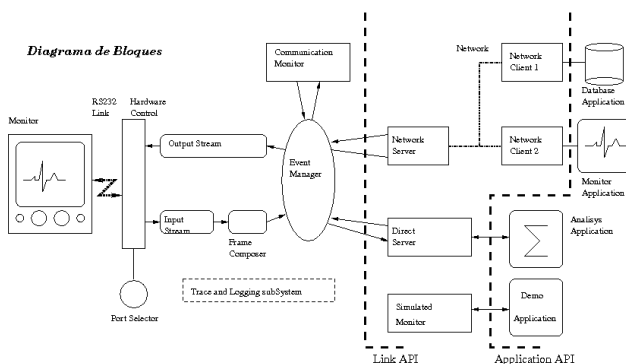 Diagrama de Bloques
Communication
Monitor
Network
Network
Client 1
Database
Application
RS232
Link
Hardware
Control
Monitor
Output Stream
Event
Manager
Network
Server
Network
Client 2
Monitor
Application
Input
Stream
Frame
Composer
Direct
Server
Analisys
Application
Trace and Logging subSystem
Port Selector
Simulated
Monitor
Demo
Application
Link API
Application API